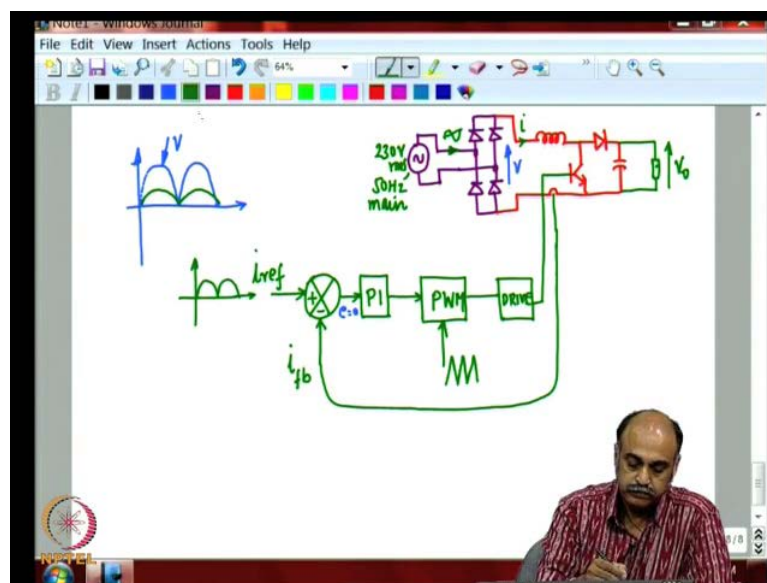 Note1 - Windows Journal
File Edit View Insert Actions Tools Help
64%
B I
V
230V
rms
50Hz
main
V
i
V₀
iref
+
-
e=0
PI
PWM
DRIVE
ifb
8/8
NPTEL